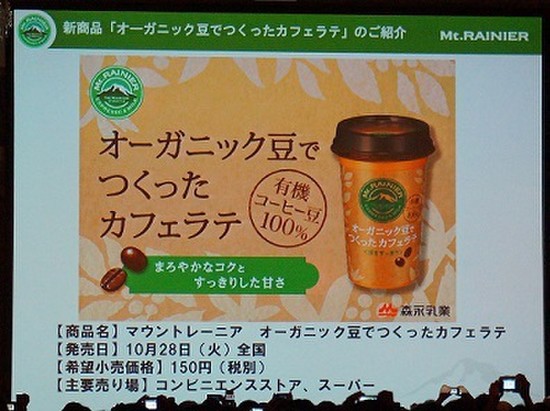 新商品「オーガニック豆でつくったカフェラテ」のご紹介
Mt.RAINIER
Mt.RAINIER
ESPRESSO & MILK
オーガニック豆で
つくった
カフェラテ
有機
コーヒー豆
100%
まろやかなコクと
すっきりした甘さ
Mt.RAINIER
オーガニック豆で
つくったカフェラテ
森永乳業
【商品名】マウントレーニア　オーガニック豆でつくったカフェラテ
【発売日】10月28日（火）全国
【希望小売価格】150円（税別）
【主要売り場】コンビニエンスストア、スーパー